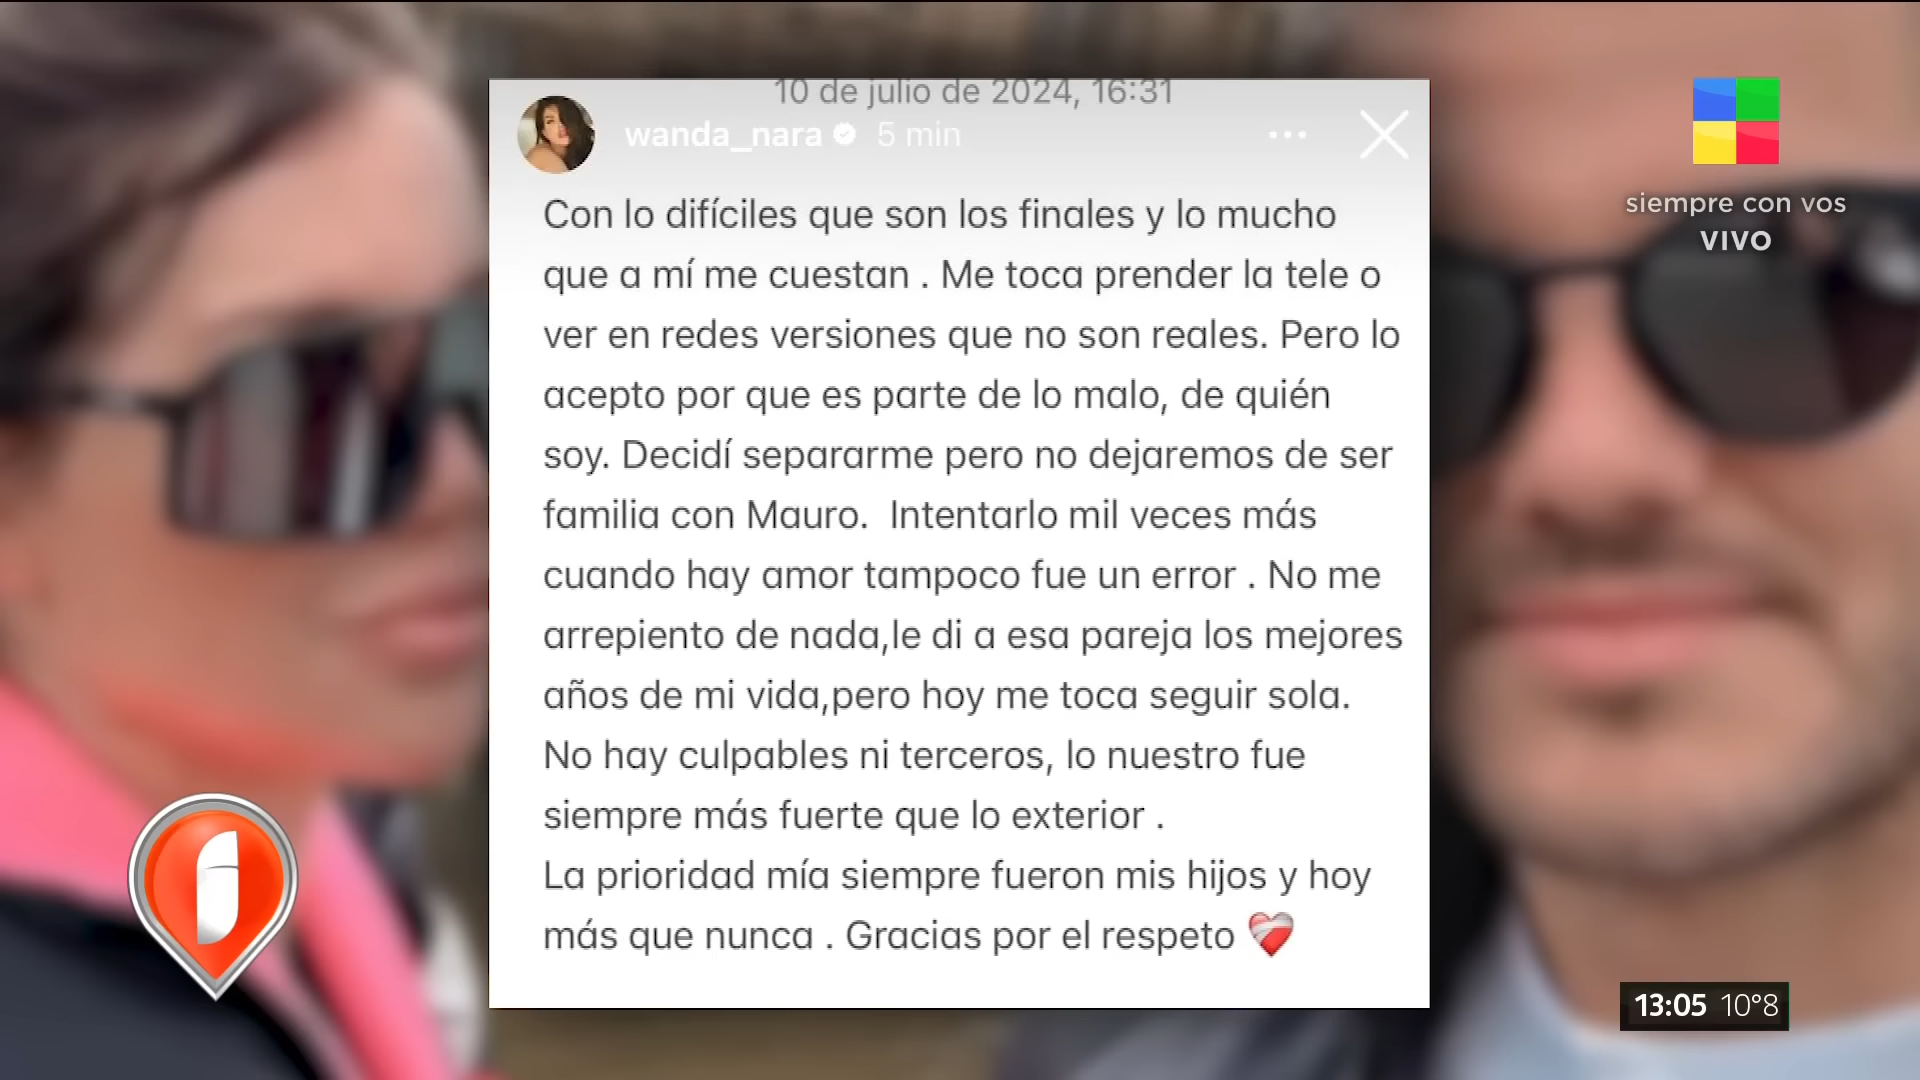 10 de julio de 2024, 16:31
wanda_nara 5 min
Con lo difíciles que son los finales y lo mucho
que a mí me cuestan . Me toca prender la tele o
ver en redes versiones que no son reales. Pero lo
acepto por que es parte de lo malo, de quién
soy. Decidí separarme pero no dejaremos de ser
familia con Mauro.  Intentarlo mil veces más
cuando hay amor tampoco fue un error . No me
arrepiento de nada,le di a esa pareja los mejores
años de mi vida,pero hoy me toca seguir sola.
No hay culpables ni terceros, lo nuestro fue
siempre más fuerte que lo exterior .
La prioridad mía siempre fueron mis hijos y hoy
más que nunca . Gracias por el respeto ❤️‍🩹
siempre con vos
VIVO
13:05 10°8